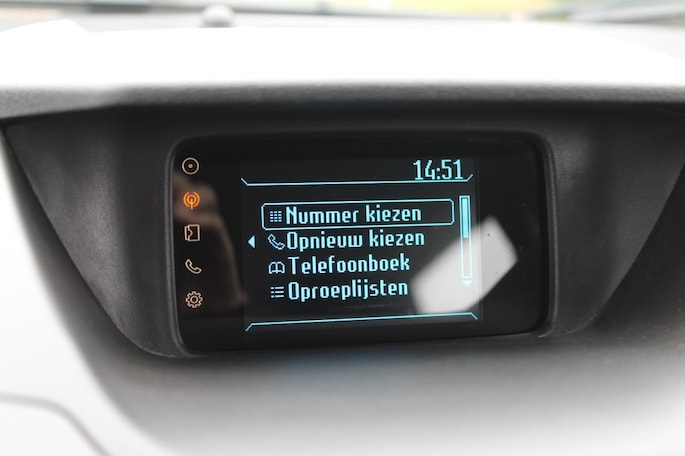 14:51
Nummer kiezen
Opnieuw kiezen
Telefoonboek
Oproeplijsten